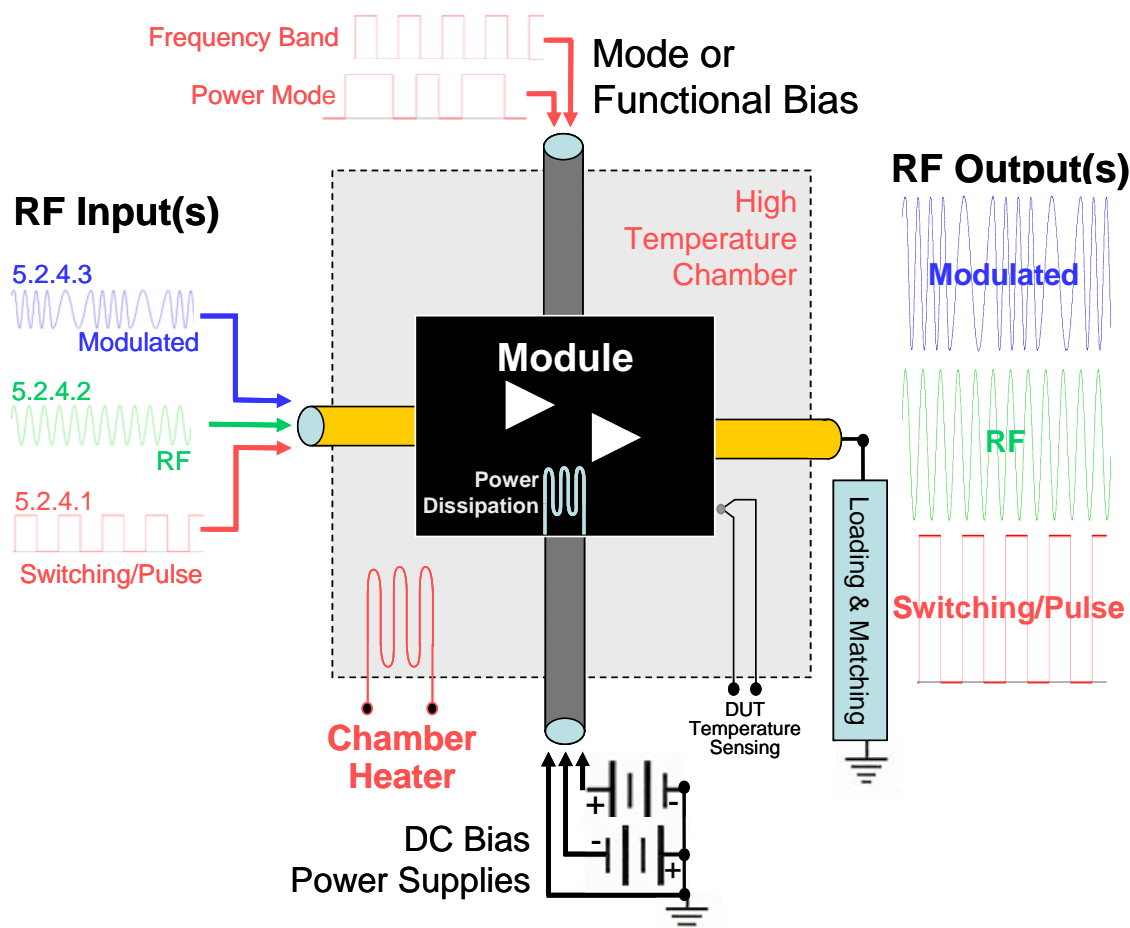 Frequency Band
Power Mode
Mode or
Functional Bias
RF Input(s)
5.2.4.3
Modulated
5.2.4.2
RF
5.2.4.1
Switching/Pulse
High
Temperature
Chamber
Module
Power
Dissipation
RF Output(s)
Modulated
RF
Switching/Pulse
Loading & Matching
DUT
Temperature
Sensing
Chamber
Heater
DC Bias
Power Supplies
+
-
-
+